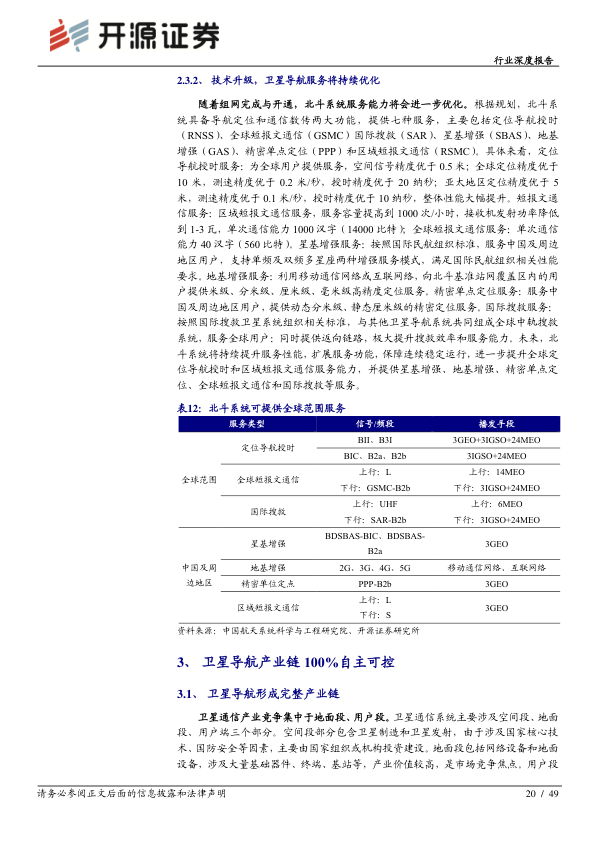 开源证券
行业深度报告
2.3.2、 技术升级，卫星导航服务将持续优化
随着组网完成与开通，北斗系统服务能力将会进一步优化。根据规划，北斗系
统具备导航定位和通信数传两大功能，提供七种服务，主要包括定位导航授时
（RNSS）、全球短报文通信（GSMC）国际搜救（SAR）、星基增强（SBAS）、地基
增强（GAS）、精密单点定位（PPP）和区域短报文通信（RSMC）。具体来看，定位
导航授时服务：为全球用户提供服务，空间信号精度优于 0.5 米；全球定位精度优于
10 米，测速精度优于 0.2 米/秒，授时精度优于 20 纳秒；亚太地区定位精度优于 5
米，测速精度优于 0.1 米/秒，授时精度优于 10 纳秒，整体性能大幅提升。短报文通
信服务：区域短报文通信服务，服务容量提高到 1000 次/小时，接收机发射功率降低
到 1-3 瓦，单次通信能力 1000 汉字（14000 比特）；全球短报文通信服务：单次通信
能力 40 汉字（560 比特）。星基增强服务：按照国际民航组织标准，服务中国及周边
地区用户，支持单频及双频多星座两种增强服务模式，满足国际民航组织相关性能
要求。地基增强服务：利用移动通信网络或互联网络，向北斗基准站网覆盖区内的用
户提供米级、分米级、厘米级、毫米级高精度定位服务。精密单点定位服务：服务中
国及周边地区用户，提供动态分米级、静态厘米级的精密定位服务。国际搜救服务：
按照国际搜救卫星系统组织相关标准，与其他卫星导航系统共同组成全球中轨搜救
系统，服务全球用户；同时提供返向链路，极大提升搜救效率和服务能力。未来，北
斗系统将持续提升服务性能，扩展服务功能，保障连续稳定运行，进一步提升全球定
位导航授时和区域短报文通信服务能力，并提供星基增强、地基增强、精密单点定
位、全球短报文通信和国际搜救等服务。
表12：北斗系统可提供全球范围服务
服务类型 信号/频段 播发手段
全球范围 定位导航授时 BII、B3I 3GEO+3IGSO+24MEO
BIC、B2a、B2b 3IGSO+24MEO
全球短报文通信 上行：L 上行：14MEO
下行：GSMC-B2b 下行：3IGSO+24MEO
国际搜救 上行：UHF 上行：6MEO
下行：SAR-B2b 下行：3IGSO+24MEO
中国及周
边地区
星基增强 BDSBAS-BIC、BDSBAS-
B2a
3GEO
地基增强 2G、3G、4G、5G 移动通信网络，互联网络
精密单位定点 PPP-B2b 3GEO
区域短报文通信 上行：L
下行：S
3GEO
资料来源：中国航天系统科学与工程研究院、开源证券研究所
3、 卫星导航产业链 100%自主可控
3.1、 卫星导航形成完整产业链
卫星通信产业竞争集中于地面段、用户段。卫星通信系统主要涉及空间段、地面
段、用户端三个部分。空间段部分包含卫星制造和卫星发射，由于涉及国家核心技
术、国防安全等因素，主要由国家组织或机构投资建设。地面段包括网络设备和地面
设备，涉及大量基础器件、终端、基站等，产业价值较高，是市场竞争焦点。用户段
请务必参阅正文后面的信息披露和法律声明
20 / 49